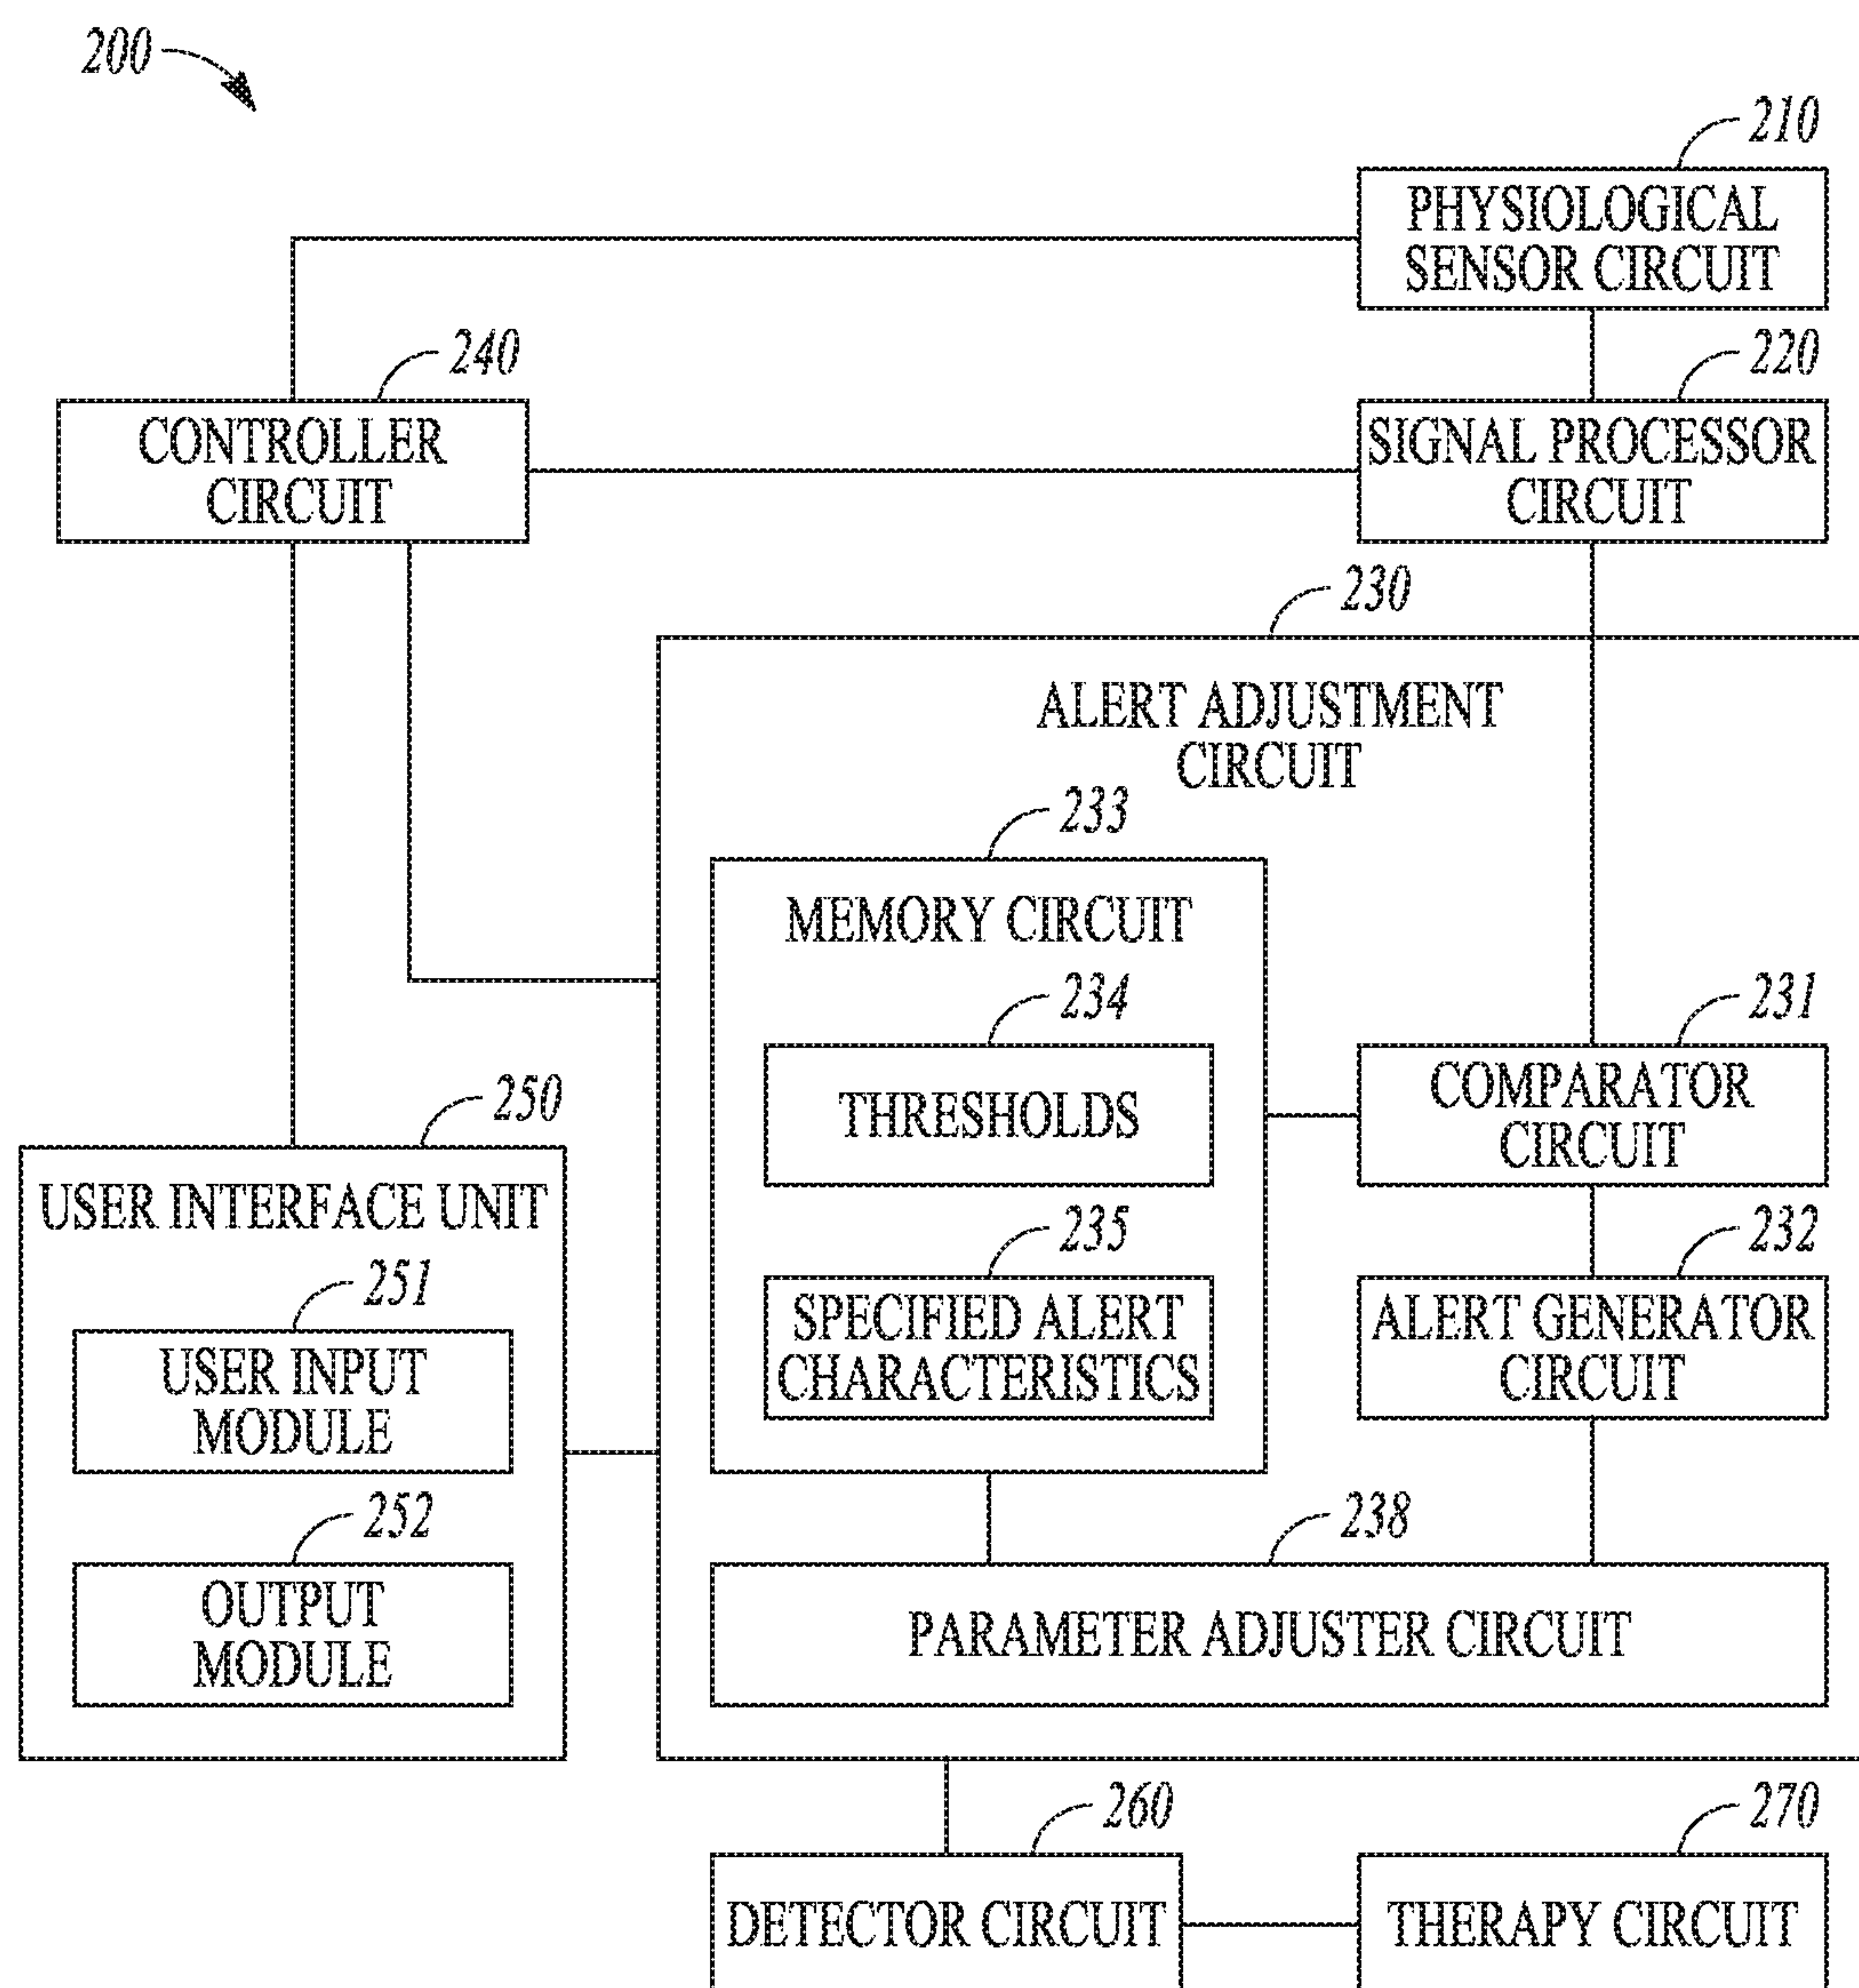 200
210
PHYSIOLOGICAL
SENSOR CIRCUIT
240
CONTROLLER
CIRCUIT
220
SIGNAL PROCESSOR
CIRCUIT
230
ALERT ADJUSTMENT
CIRCUIT
233
MEMORY CIRCUIT
234
THRESHOLDS
235
SPECIFIED ALERT
CHARACTERISTICS
231
COMPARATOR
CIRCUIT
232
ALERT GENERATOR
CIRCUIT
238
PARAMETER ADJUSTER CIRCUIT
250
USER INTERFACE UNIT
251
USER INPUT
MODULE
252
OUTPUT
MODULE
260
DETECTOR CIRCUIT
270
THERAPY CIRCUIT